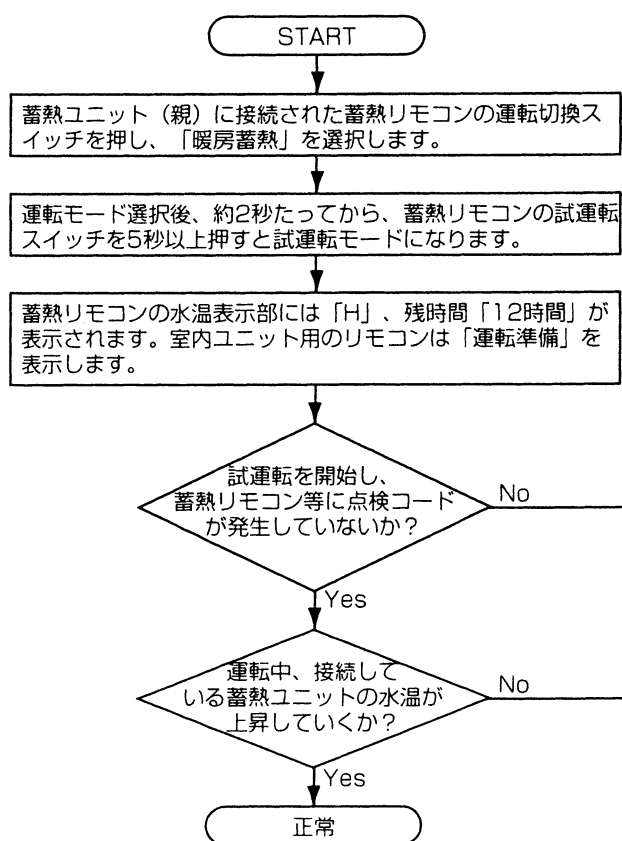 START
蓄熱ユニット（親）に接続された蓄熱リモコンの運転切換ス
イッチを押し、「暖房蓄熱」を選択します。
運転モード選択後、約2秒たってから、蓄熱リモコンの試運転
スイッチを5秒以上押すと試運転モードになります。
蓄熱リモコンの水温表示部には「H」、残時間「12時間」が
表示されます。室内ユニット用のリモコンは「運転準備」を
表示します。
試運転を開始し、
蓄熱リモコン等に点検コード
が発生していないか？
No
Yes
運転中、接続して
いる蓄熱ユニットの水温が
上昇していくか？
No
Yes
正常